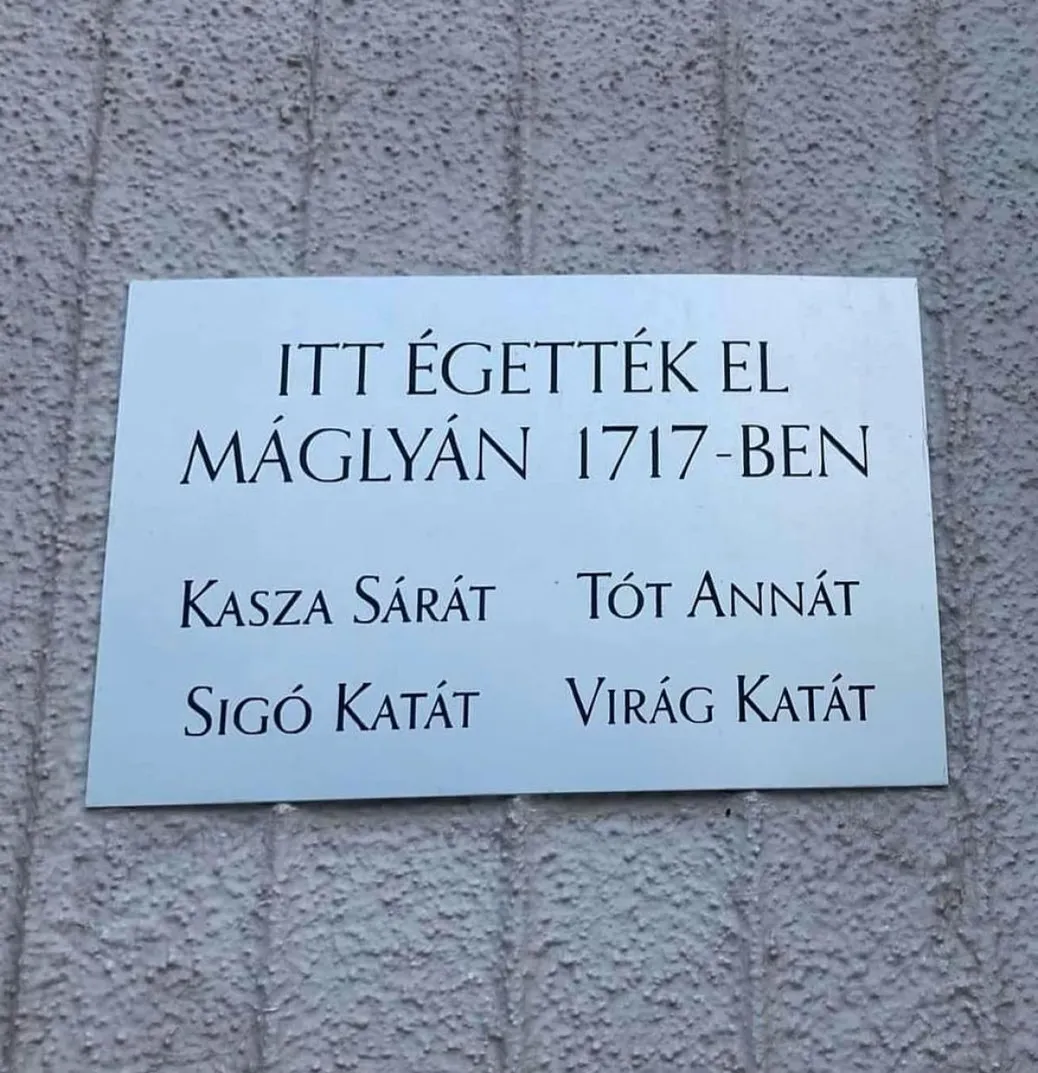 ITT ÉGETTÉK EL
MÁGLYÁN 1717-BEN
KASZA SÁRÁT TÓT ANNÁT
SIGÓ KATÁT VIRÁG KATÁT